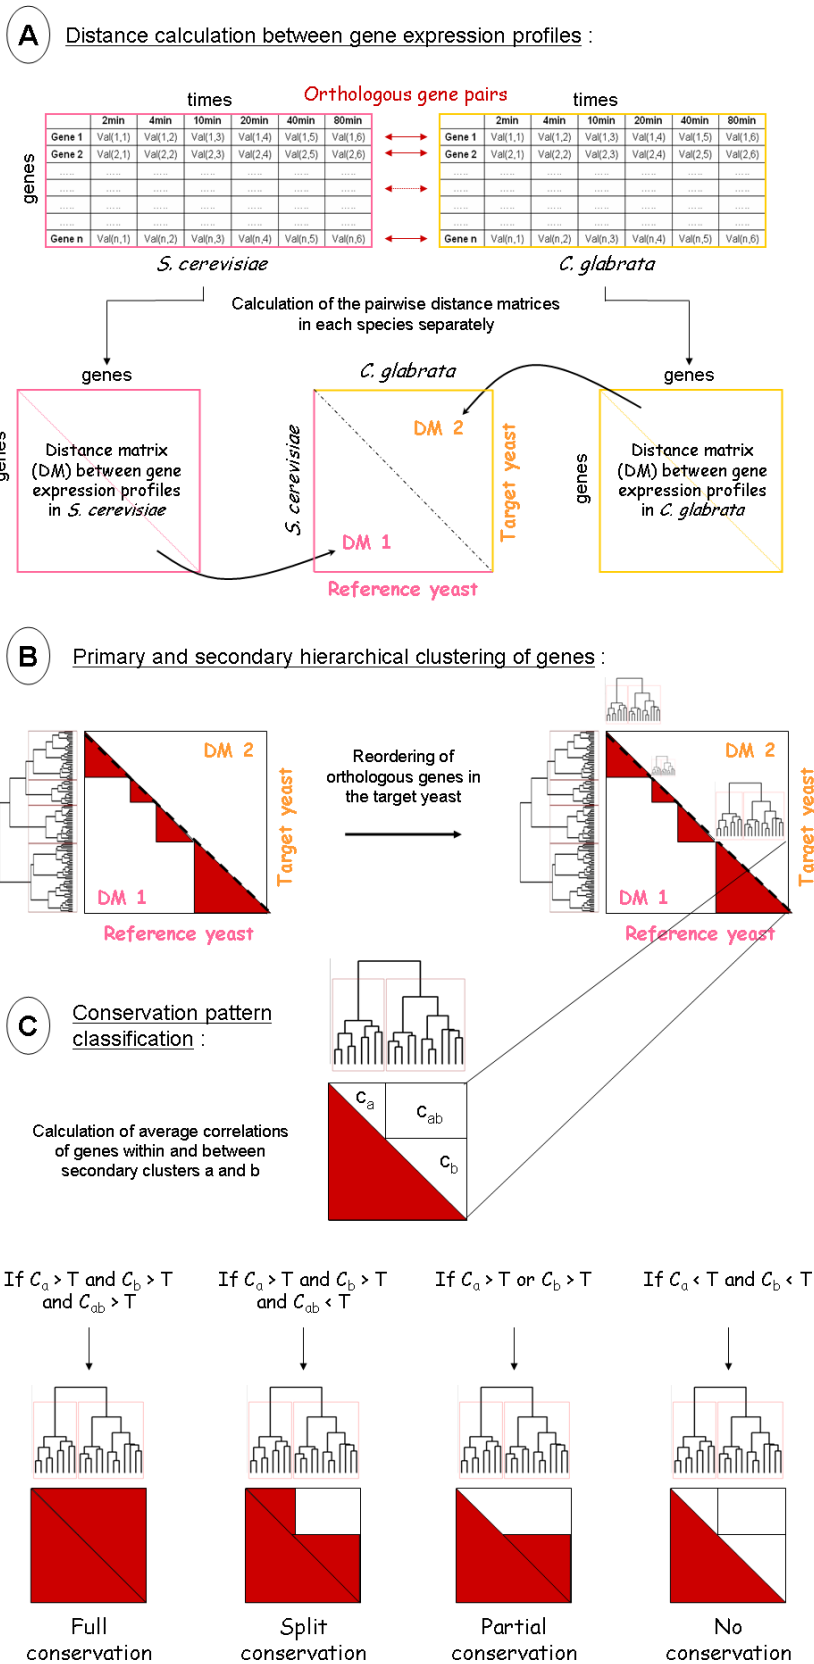 A
Distance calculation between gene expression profiles :
times
Orthologous gene pairs
times
2min 4min 10min 20min 40min 80min
Gene 1 Val(1,1) Val(1,2) Val(1,3) Val(1,4) Val(1,5) Val(1,6)
Gene 2 Val(2,1) Val(2,2) Val(2,3) Val(2,4) Val(2,5) Val(2,6)
..... ..... ..... ..... ..... ..... .....
..... ..... ..... ..... ..... ..... .....
..... ..... ..... ..... ..... ..... .....
..... ..... ..... ..... ..... ..... .....
Gene n Val(n,1) Val(n,2) Val(n,3) Val(n,4) Val(n,5) Val(n,6)
genes
S. cerevisiae
2min 4min 10min 20min 40min 80min
Gene 1 Val(1,1) Val(1,2) Val(1,3) Val(1,4) Val(1,5) Val(1,6)
Gene 2 Val(2,1) Val(2,2) Val(2,3) Val(2,4) Val(2,5) Val(2,6)
..... ..... ..... ..... ..... ..... .....
..... ..... ..... ..... ..... ..... .....
..... ..... ..... ..... ..... ..... .....
..... ..... ..... ..... ..... ..... .....
Gene n Val(n,1) Val(n,2) Val(n,3) Val(n,4) Val(n,5) Val(n,6)
C. glabrata
Calculation of the pairwise distance matrices
in each species separately
genes
genes
Distance matrix
(DM) between gene
expression profiles
in S. cerevisiae
C. glabrata
S. cerevisiae
DM 2
DM 1
Target yeast
Reference yeast
genes
genes
Distance matrix
(DM) between gene
expression profiles
in C. glabrata
B
Primary and secondary hierarchical clustering of genes :
DM 2
DM 1
Target yeast
Reference yeast
Reordering of
orthologous genes in
the target yeast
DM 2
DM 1
Target yeast
Reference yeast
C
Conservation pattern
classification :
Calculation of average correlations
of genes within and between
secondary clusters a and b
Ca
Cab
Cb
If Ca > T and Cb > T
and Cab > T
If Ca > T and Cb > T
and Cab < T
If Ca > T or Cb > T
If Ca < T and Cb < T
Full
conservation
Split
conservation
Partial
conservation
No
conservation